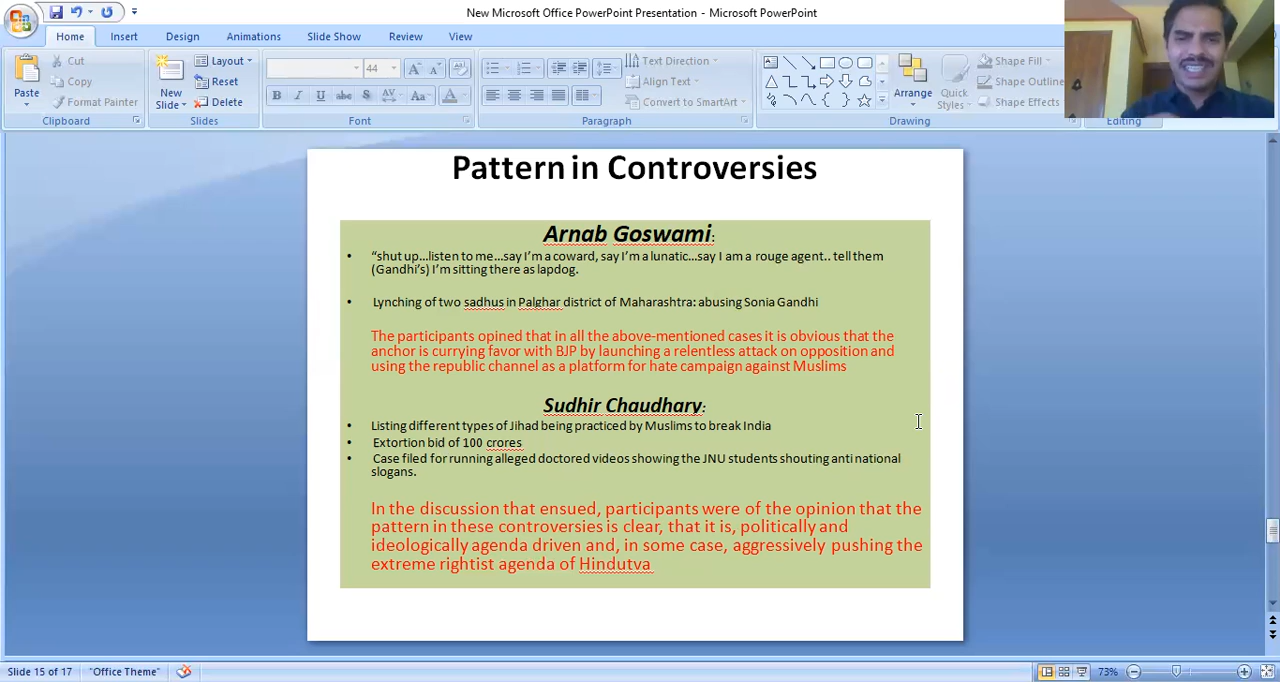 New Microsoft Office PowerPoint Presentation - Microsoft PowerPoint
Home Insert Design Animations Slide Show Review View
Cut
Copy
Format Painter
Paste
Clipboard
New
Slide
Layout
Reset
Delete
Slides
44
B I U abc S AV Aa A
Font
Text Direction
Align Text
Convert to SmartArt
Paragraph
Arrange
Quick
Styles
Shape Fill
Shape Outline
Shape Effects
Drawing
Editing
Pattern in Controversies
Arnab Goswami:
• “shut up…listen to me…say I’m a coward, say I’m a lunatic…say I am a rouge agent.. tell them
(Gandhi’s) I’m sitting there as lapdog.
• Lynching of two sadhus in Palghar district of Maharashtra: abusing Sonia Gandhi
The participants opined that in all the above-mentioned cases it is obvious that the
anchor is currying favor with BJP by launching a relentless attack on opposition and
using the republic channel as a platform for hate campaign against Muslims
Sudhir Chaudhary:
• Listing different types of Jihad being practiced by Muslims to break India
• Extortion bid of 100 crores
• Case filed for running alleged doctored videos showing the JNU students shouting anti national
slogans.
In the discussion that ensued, participants were of the opinion that the
pattern in these controversies is clear, that it is, politically and
ideologically agenda driven and, in some case, aggressively pushing the
extreme rightist agenda of Hindutva
Slide 15 of 17 "Office Theme" 73%